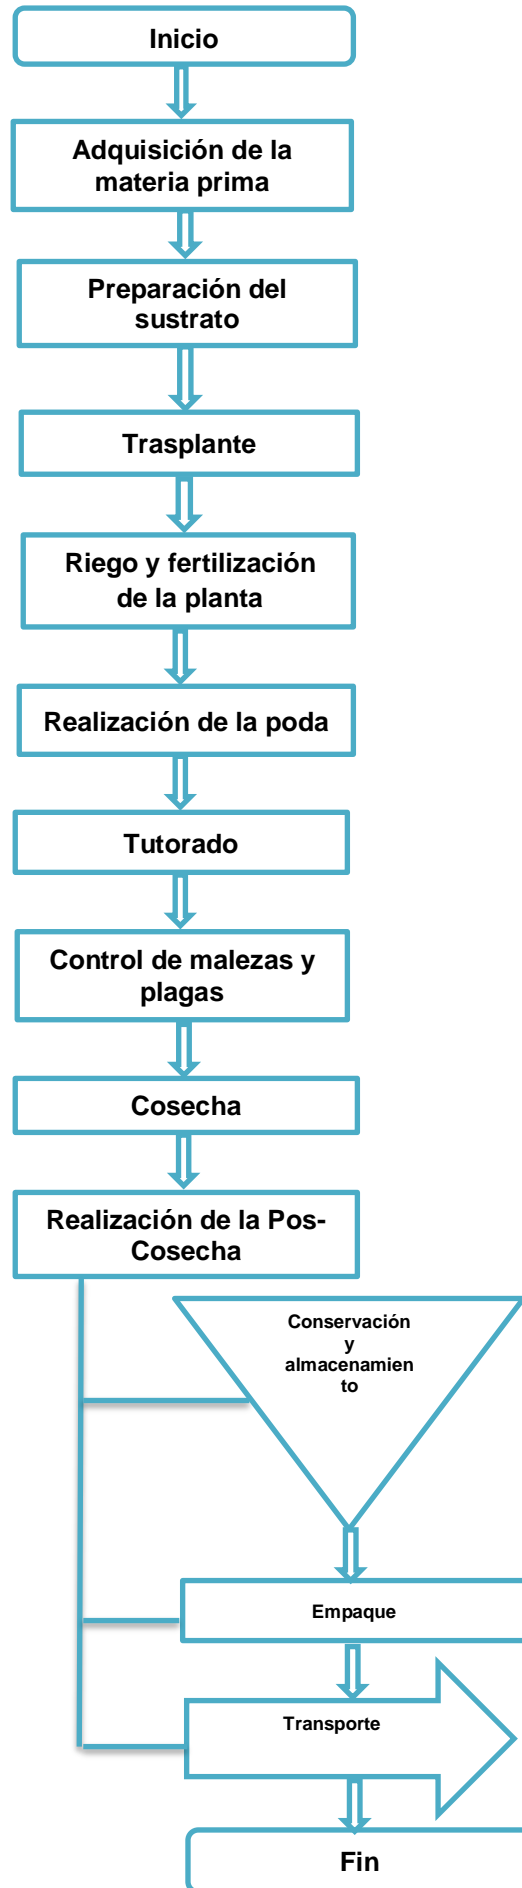 Inicio
Adquisición de la
materia prima
Preparación del
sustrato
Trasplante
Riego y fertilización
de la planta
Realización de la poda
Tutorado
Control de malezas y
plagas
Cosecha
Realización de la Pos-
Cosecha
Conservación
y
almacenamien
to
Empaque
Transporte
Fin